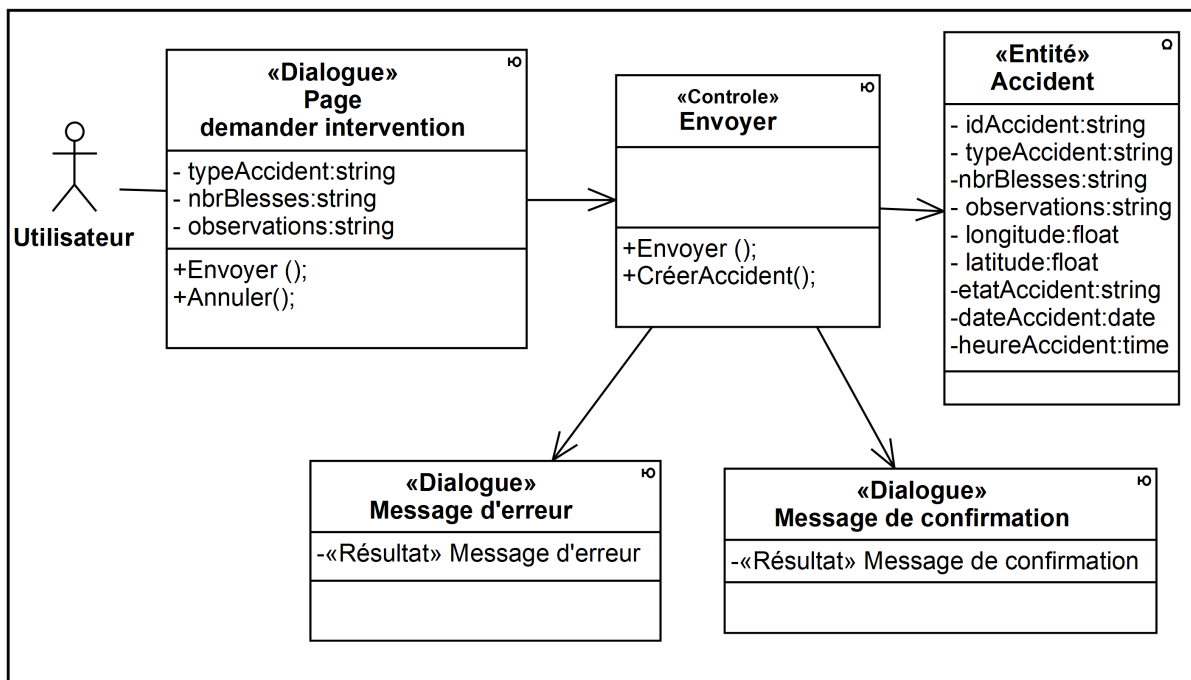 Utilisateur
«Dialogue»
Page
demander intervention
- typeAccident:string
- nbrBlesses:string
- observations:string
+Envoyer ();
+Annuler();
«Controle»
Envoyer
+Envoyer ();
+CréerAccident();
«Entité»
Accident
- idAccident:string
- typeAccident:string
-nbrBlesses:string
- observations:string
- longitude:float
- latitude:float
-etatAccident:string
-dateAccident:date
-heureAccident:time
«Dialogue»
Message d'erreur
-«Résultat» Message d'erreur
«Dialogue»
Message de confirmation
-«Résultat» Message de confirmation